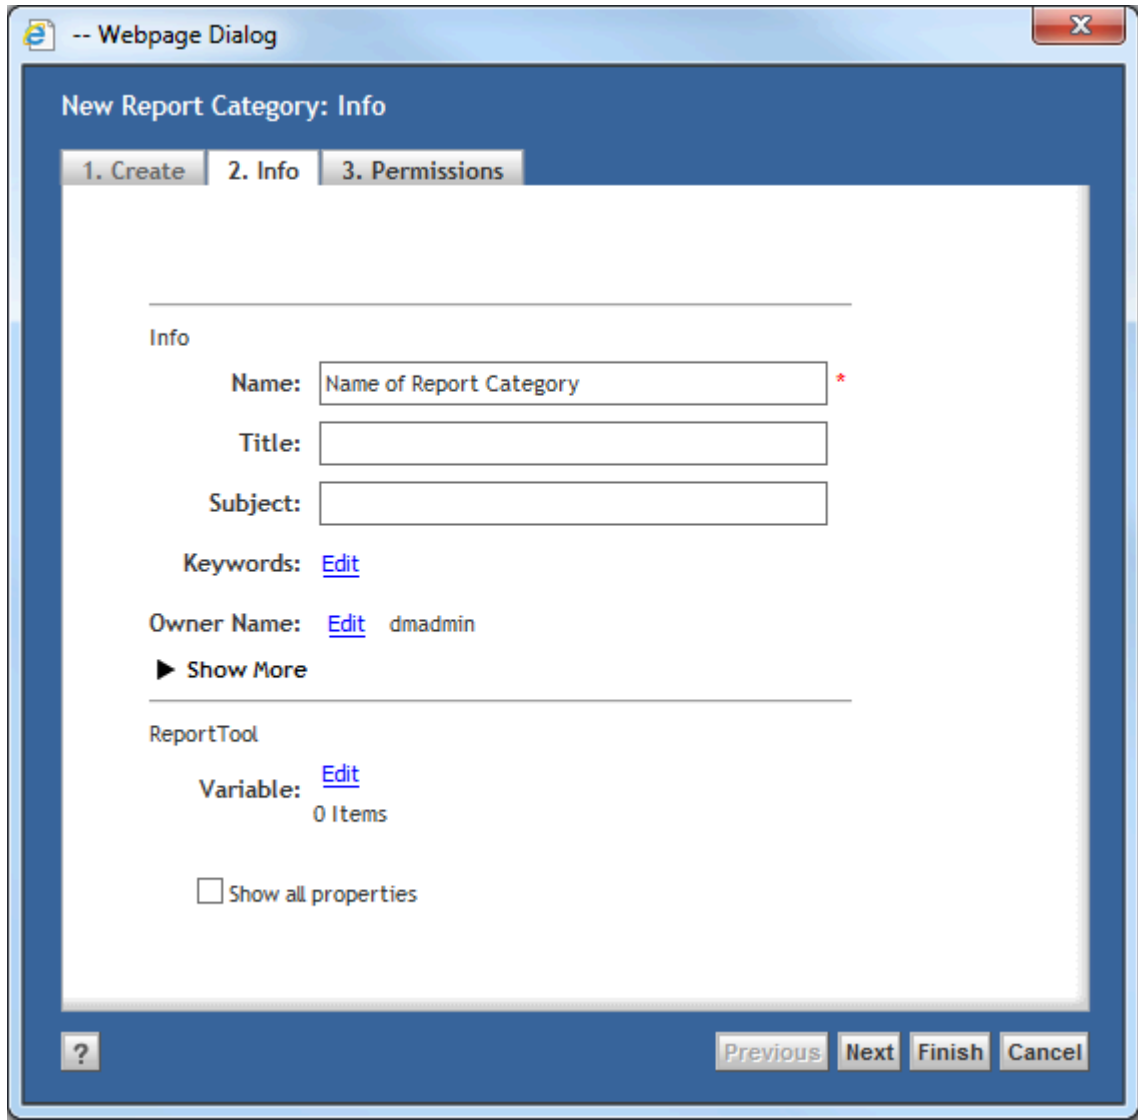 -- Webpage Dialog
X
New Report Category: Info
1. Create 2. Info 3. Permissions
Info
Name: Name of Report Category *
Title:
Subject:
Keywords: Edit
Owner Name: Edit dmadmin
Show More
ReportTool
Variable: Edit
0 Items
Show all properties
? Previous Next Finish Cancel